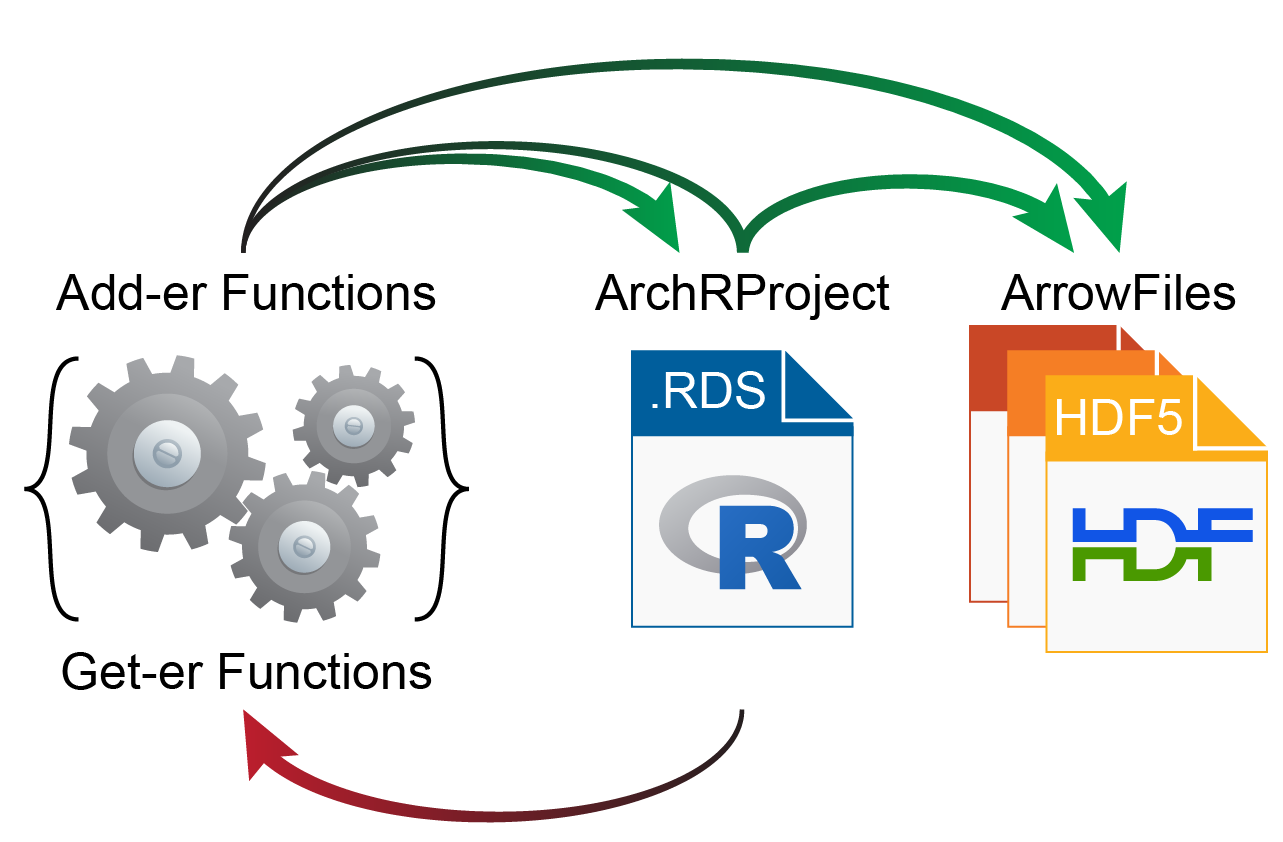 Add-er Functions
ArchRProject
ArrowFiles
.RDS
HDF5
R
HDF
Get-er Functions